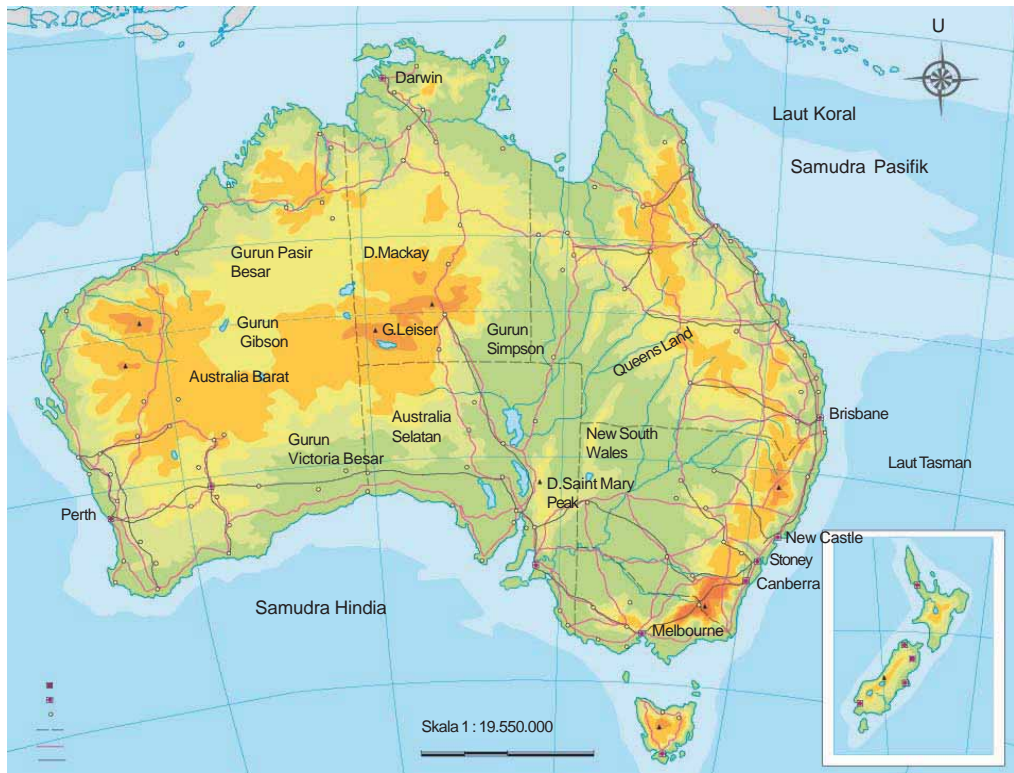 U
Darwin
Laut Koral
Samudra Pasifik
Gurun Pasir
Besar
D.Mackay
Gurun
Gibson
G.Leiser
Gurun
Simpson
Queens Land
Australia Barat
Australia
Selatan
Brisbane
Gurun
Victoria Besar
New South
Wales
Laut Tasman
D.Saint Mary
Peak
Perth
New Castle
Stoney
Canberra
Samudra Hindia
Melbourne
Skala 1 : 19.550.000